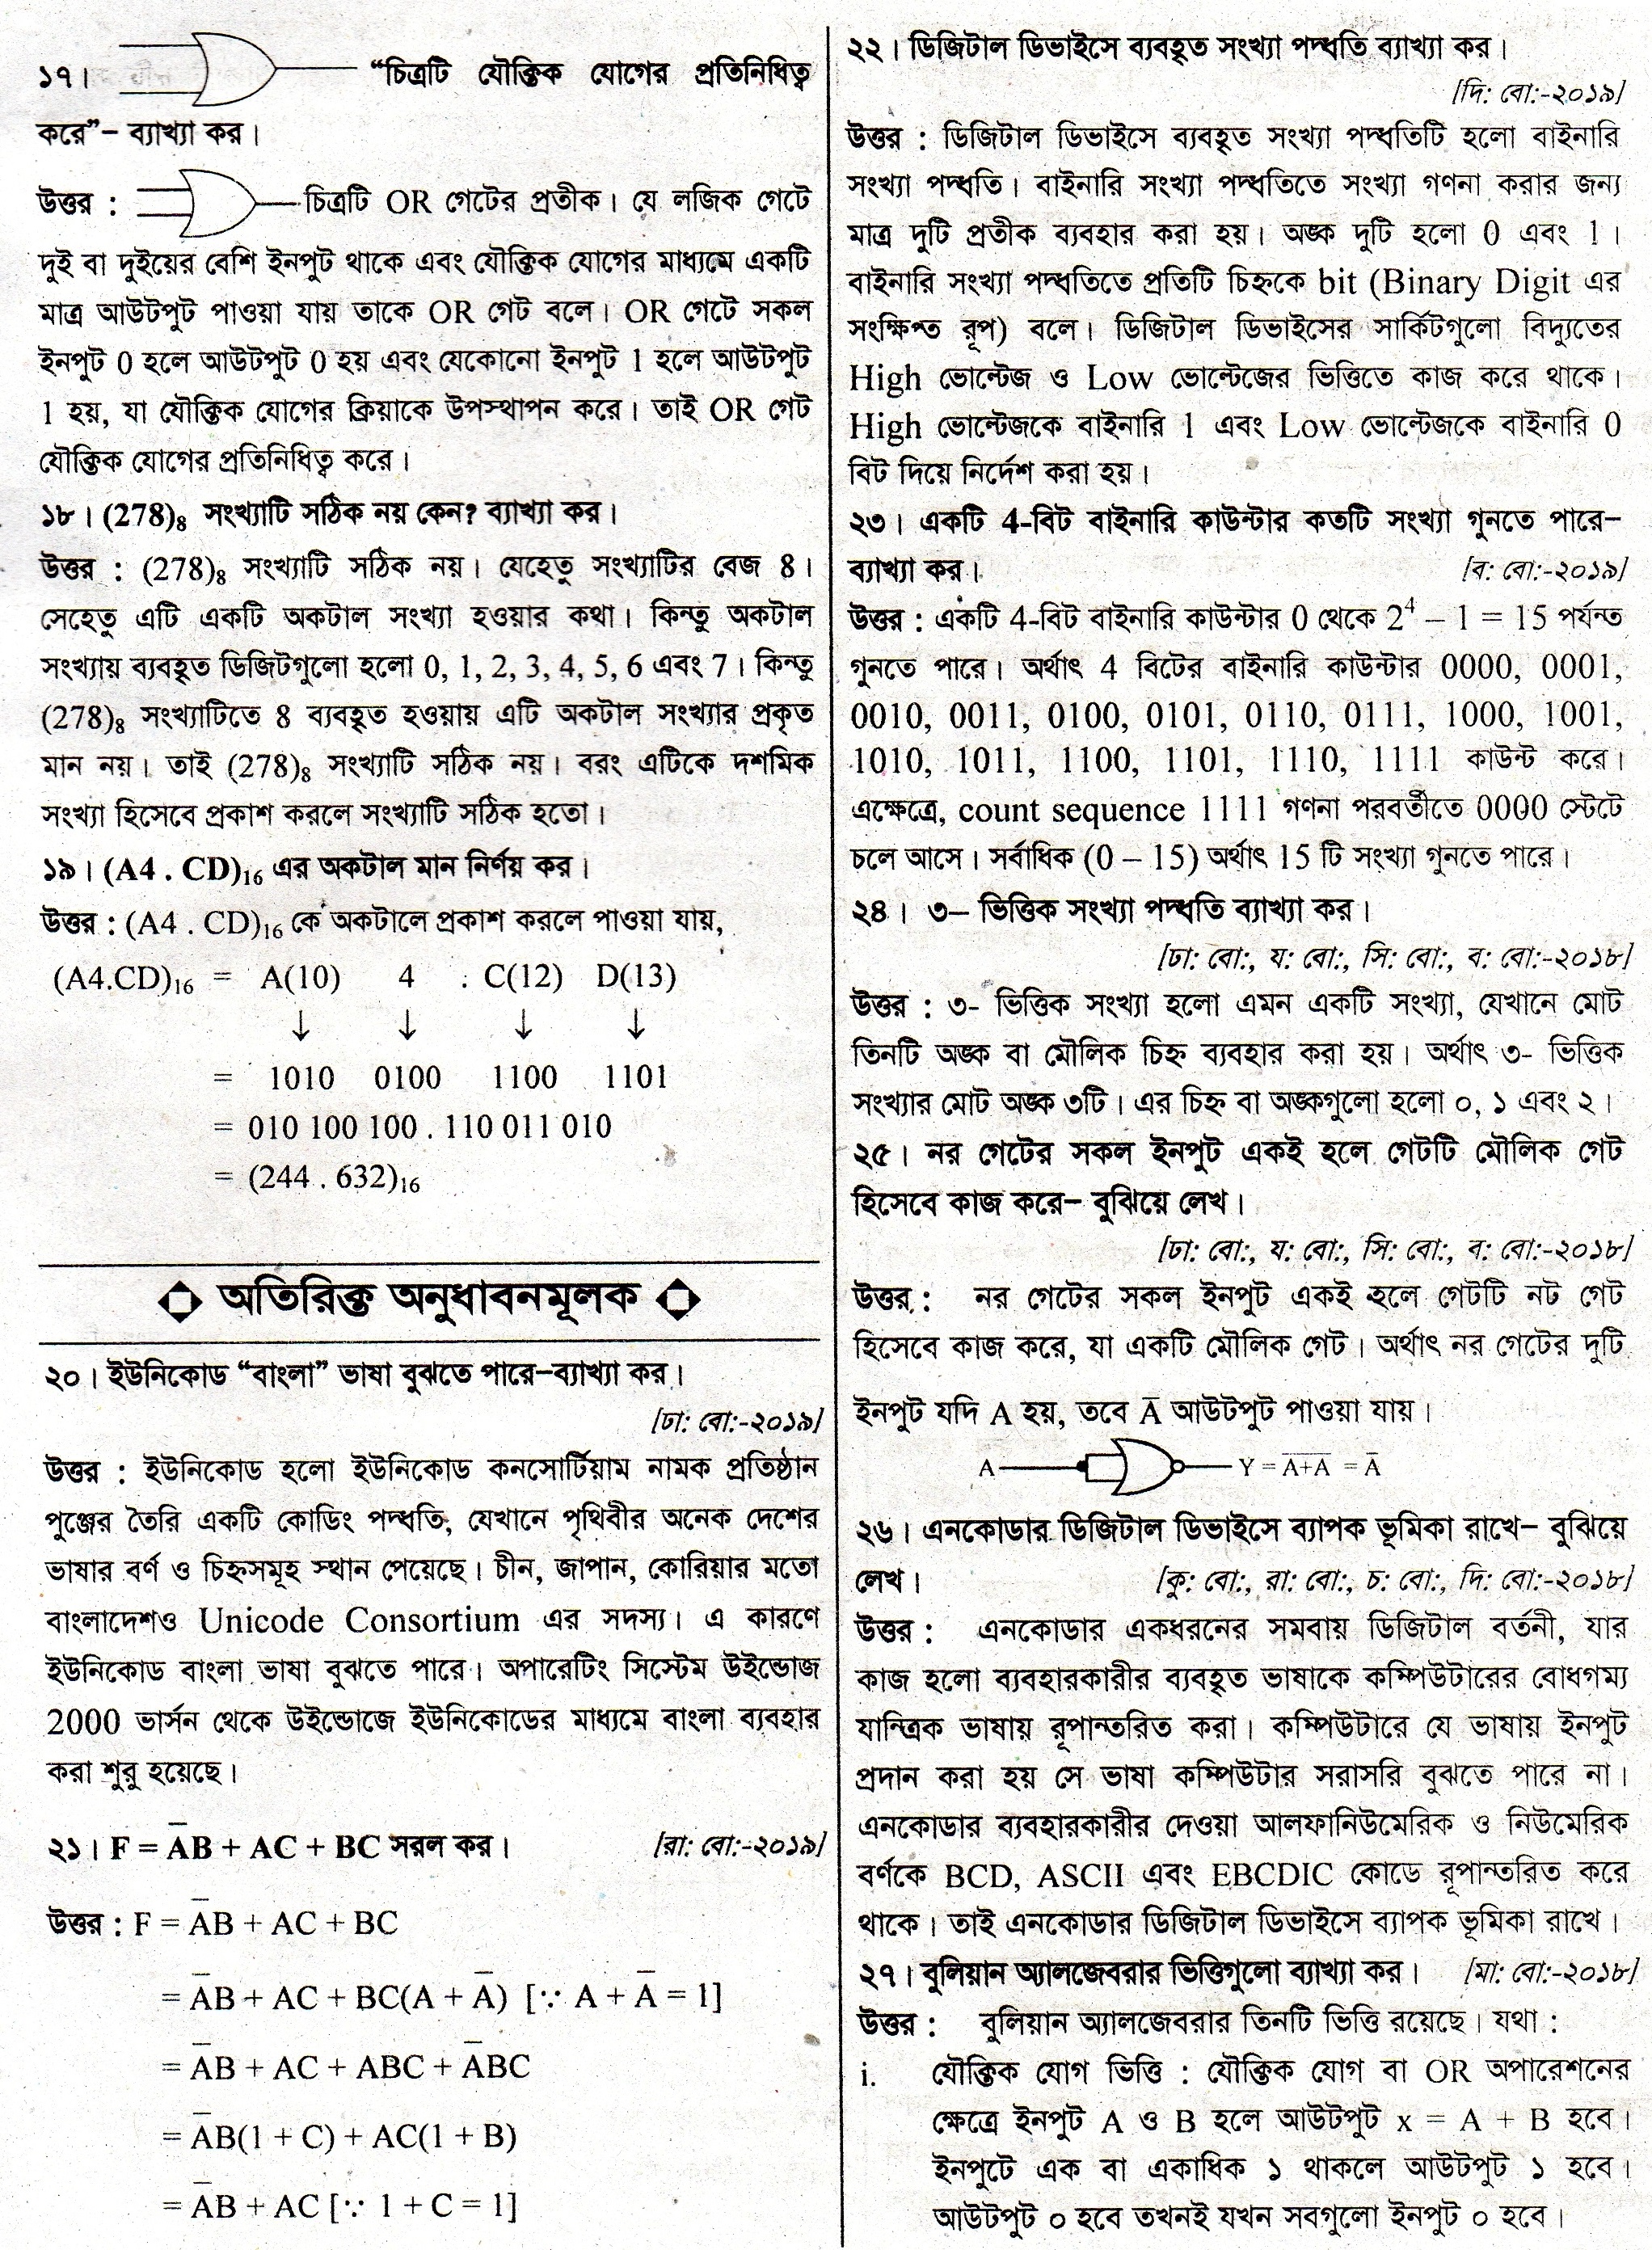 ১৭। “চিত্রটি যৌক্তিক যোগের প্রতিনিধিত্ব
করে”– ব্যাখ্যা কর।
উত্তর : চিত্রটি OR গেটের প্রতীক। যে লজিক গেটে
দুই বা দুইয়ের বেশি ইনপুট থাকে এবং যৌক্তিক যোগের মাধ্যমে একটি
মাত্র আউটপুট পাওয়া যায় তাকে OR গেট বলে। OR গেটে সকল
ইনপুট 0 হলে আউটপুট 0 হয় এবং যেকোনো ইনপুট 1 হলে আউটপুট
1 হয়, যা যৌক্তিক যোগের ক্রিয়াকে উপস্থাপন করে। তাই OR গেট
যৌক্তিক যোগের প্রতিনিধিত্ব করে।
১৮। (278)₈ সংখ্যাটি সঠিক নয় কেন? ব্যাখ্যা কর।
উত্তর : (278)₈ সংখ্যাটি সঠিক নয়। যেহেতু সংখ্যাটির বেজ 8।
সেহেতু এটি একটি অকটাল সংখ্যা হওয়ার কথা। কিন্তু অকটাল
সংখ্যায় ব্যবহৃত ডিজিটগুলো হলো 0, 1, 2, 3, 4, 5, 6 এবং 7। কিন্তু
(278)₈ সংখ্যাটিতে 8 ব্যবহৃত হওয়ায় এটি অকটাল সংখ্যার প্রকৃত
মান নয়। তাই (278)₈ সংখ্যাটি সঠিক নয়। বরং এটিকে দশমিক
সংখ্যা হিসেবে প্রকাশ করলে সংখ্যাটি সঠিক হতো।
১৯। (A4 . CD)₁₆ এর অকটাল মান নির্ণয় কর।
উত্তর : (A4 . CD)₁₆ কে অকটালে প্রকাশ করলে পাওয়া যায়,
(A4.CD)₁₆ = A(10) 4 . C(12) D(13)
↓ ↓ ↓ ↓
= 1010 0100 1100 1101
= 010 100 100 . 110 011 010
= (244 . 632)₁₆
অতিরিক্ত অনুধাবনমূলক
২০। ইউনিকোড “বাংলা” ভাষা বুঝতে পারে–ব্যাখ্যা কর।
[ঢা: বো:-২০১৯]
উত্তর : ইউনিকোড হলো ইউনিকোড কনসোর্টিয়াম নামক প্রতিষ্ঠান
পুঞ্জের তৈরি একটি কোডিং পদ্ধতি, যেখানে পৃথিবীর অনেক দেশের
ভাষার বর্ণ ও চিহ্নসমূহ স্থান পেয়েছে। চীন, জাপান, কোরিয়ার মতো
বাংলাদেশও Unicode Consortium এর সদস্য। এ কারণে
ইউনিকোড বাংলা ভাষা বুঝতে পারে। অপারেটিং সিস্টেম উইন্ডোজ
2000 ভার্সন থেকে উইন্ডোজে ইউনিকোডের মাধ্যমে বাংলা ব্যবহার
করা শুরু হয়েছে।
২১। F = A̅B + AC + BC সরল কর। [রা: বো:-২০১৯]
উত্তর : F = A̅B + AC + BC
= A̅B + AC + BC(A + A̅) [∵ A + A̅ = 1]
= A̅B + AC + ABC + A̅BC
= A̅B(1 + C) + AC(1 + B)
= A̅B + AC [∵ 1 + C = 1]
২২। ডিজিটাল ডিভাইসে ব্যবহৃত সংখ্যা পদ্ধতি ব্যাখ্যা কর।
[দি: বো:-২০১৯]
উত্তর : ডিজিটাল ডিভাইসে ব্যবহৃত সংখ্যা পদ্ধতিটি হলো বাইনারি
সংখ্যা পদ্ধতি। বাইনারি সংখ্যা পদ্ধতিতে সংখ্যা গণনা করার জন্য
মাত্র দুটি প্রতীক ব্যবহার করা হয়। অঙ্ক দুটি হলো 0 এবং 1।
বাইনারি সংখ্যা পদ্ধতিতে প্রতিটি চিহ্নকে bit (Binary Digit এর
সংক্ষিপ্ত রূপ) বলে। ডিজিটাল ডিভাইসের সার্কিটগুলো বিদ্যুতের
High ভোল্টেজ ও Low ভোল্টেজের ভিত্তিতে কাজ করে থাকে।
High ভোল্টেজকে বাইনারি 1 এবং Low ভোল্টেজকে বাইনারি 0
বিট দিয়ে নির্দেশ করা হয়।
২৩। একটি 4-বিট বাইনারি কাউন্টার কতটি সংখ্যা গুনতে পারে–
ব্যাখ্যা কর। [ব: বো:-২০১৯]
উত্তর : একটি 4-বিট বাইনারি কাউন্টার 0 থেকে 2⁴ – 1 = 15 পর্যন্ত
গুনতে পারে। অর্থাৎ 4 বিটের বাইনারি কাউন্টার 0000, 0001,
0010, 0011, 0100, 0101, 0110, 0111, 1000, 1001,
1010, 1011, 1100, 1101, 1110, 1111 কাউন্ট করে।
এক্ষেত্রে, count sequence 1111 গণনা পরবর্তীতে 0000 স্টেটে
চলে আসে। সর্বাধিক (0 – 15) অর্থাৎ 15 টি সংখ্যা গুনতে পারে।
২৪। ৩– ভিত্তিক সংখ্যা পদ্ধতি ব্যাখ্যা কর।
[ঢা: বো:, য: বো:, সি: বো:, ব: বো:-২০১৮]
উত্তর : ৩- ভিত্তিক সংখ্যা হলো এমন একটি সংখ্যা, যেখানে মোট
তিনটি অঙ্ক বা মৌলিক চিহ্ন ব্যবহার করা হয়। অর্থাৎ ৩- ভিত্তিক
সংখ্যার মোট অঙ্ক ৩টি। এর চিহ্ন বা অঙ্কগুলো হলো ০, ১ এবং ২।
২৫। নর গেটের সকল ইনপুট একই হলে গেটটি মৌলিক গেট
হিসেবে কাজ করে– বুঝিয়ে লেখ।
[ঢা: বো:, য: বো:, সি: বো:, ব: বো:-২০১৮]
উত্তর : নর গেটের সকল ইনপুট একই হলে গেটটি নট গেট
হিসেবে কাজ করে, যা একটি মৌলিক গেট। অর্থাৎ নর গেটের দুটি
ইনপুট যদি A হয়, তবে A̅ আউটপুট পাওয়া যায়।
A Y = A̅+̅A̅ = A̅
২৬। এনকোডার ডিজিটাল ডিভাইসে ব্যাপক ভূমিকা রাখে– বুঝিয়ে
লেখ। [কু: বো:, রা: বো:, চ: বো:, দি: বো:-২০১৮]
উত্তর : এনকোডার একধরনের সমবায় ডিজিটাল বর্তনী, যার
কাজ হলো ব্যবহারকারীর ব্যবহৃত ভাষাকে কম্পিউটারের বোধগম্য
যান্ত্রিক ভাষায় রূপান্তরিত করা। কম্পিউটারে যে ভাষায় ইনপুট
প্রদান করা হয় সে ভাষা কম্পিউটার সরাসরি বুঝতে পারে না।
এনকোডার ব্যবহারকারীর দেওয়া আলফানিউমেরিক ও নিউমেরিক
বর্ণকে BCD, ASCII এবং EBCDIC কোডে রূপান্তরিত করে
থাকে। তাই এনকোডার ডিজিটাল ডিভাইসে ব্যাপক ভূমিকা রাখে।
২৭। বুলিয়ান অ্যালজেবরার ভিত্তিগুলো ব্যাখ্যা কর। [মা: বো:-২০১৮]
উত্তর : বুলিয়ান অ্যালজেবরার তিনটি ভিত্তি রয়েছে। যথা :
i. যৌক্তিক যোগ ভিত্তি : যৌক্তিক যোগ বা OR অপারেশনের
ক্ষেত্রে ইনপুট A ও B হলে আউটপুট x = A + B হবে।
ইনপুটে এক বা একাধিক ১ থাকলে আউটপুট ১ হবে।
আউটপুট ০ হবে তখনই যখন সবগুলো ইনপুট ০ হবে।